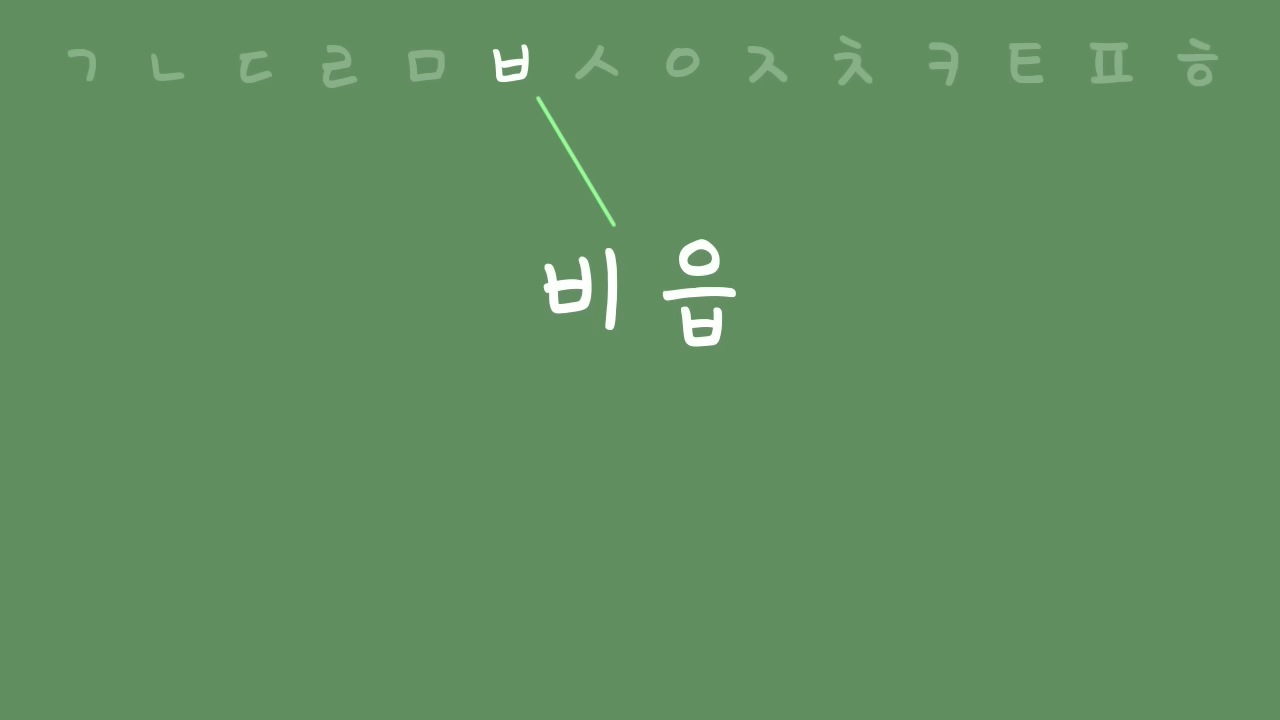 ㄱ ㄴ ㄷ ㄹ ㅁ ㅂ ㅅ ㅇ ㅈ ㅊ ㅋ ㅌ ㅍ ㅎ
비 읍